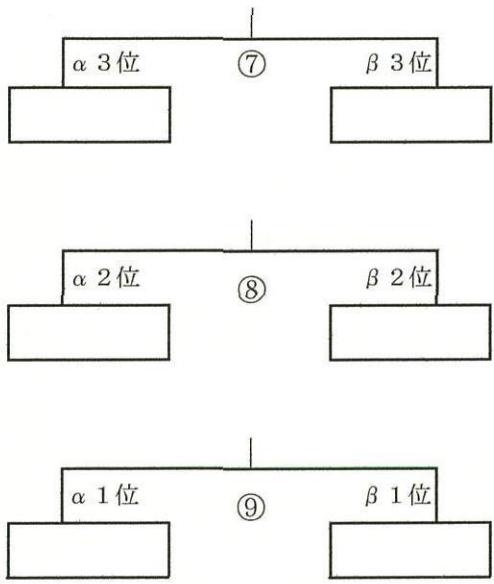 α 3位 ⑦ β 3位
α 2位 ⑧ β 2位
α 1位 ⑨ β 1位